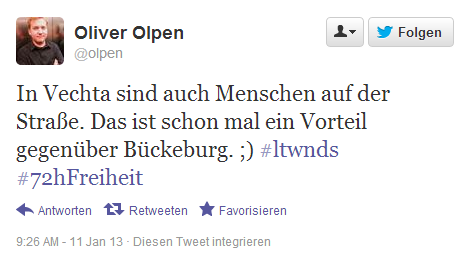 Oliver Olpen
@olpen
Folgen
In Vechta sind auch Menschen auf der
Straße. Das ist schon mal ein Vorteil
gegenüber Bückeburg. ;) #ltwnds
#72hFreiheit
Antworten Retweeten Favorisieren
9:26 AM - 11 Jan 13 · Diesen Tweet integrieren